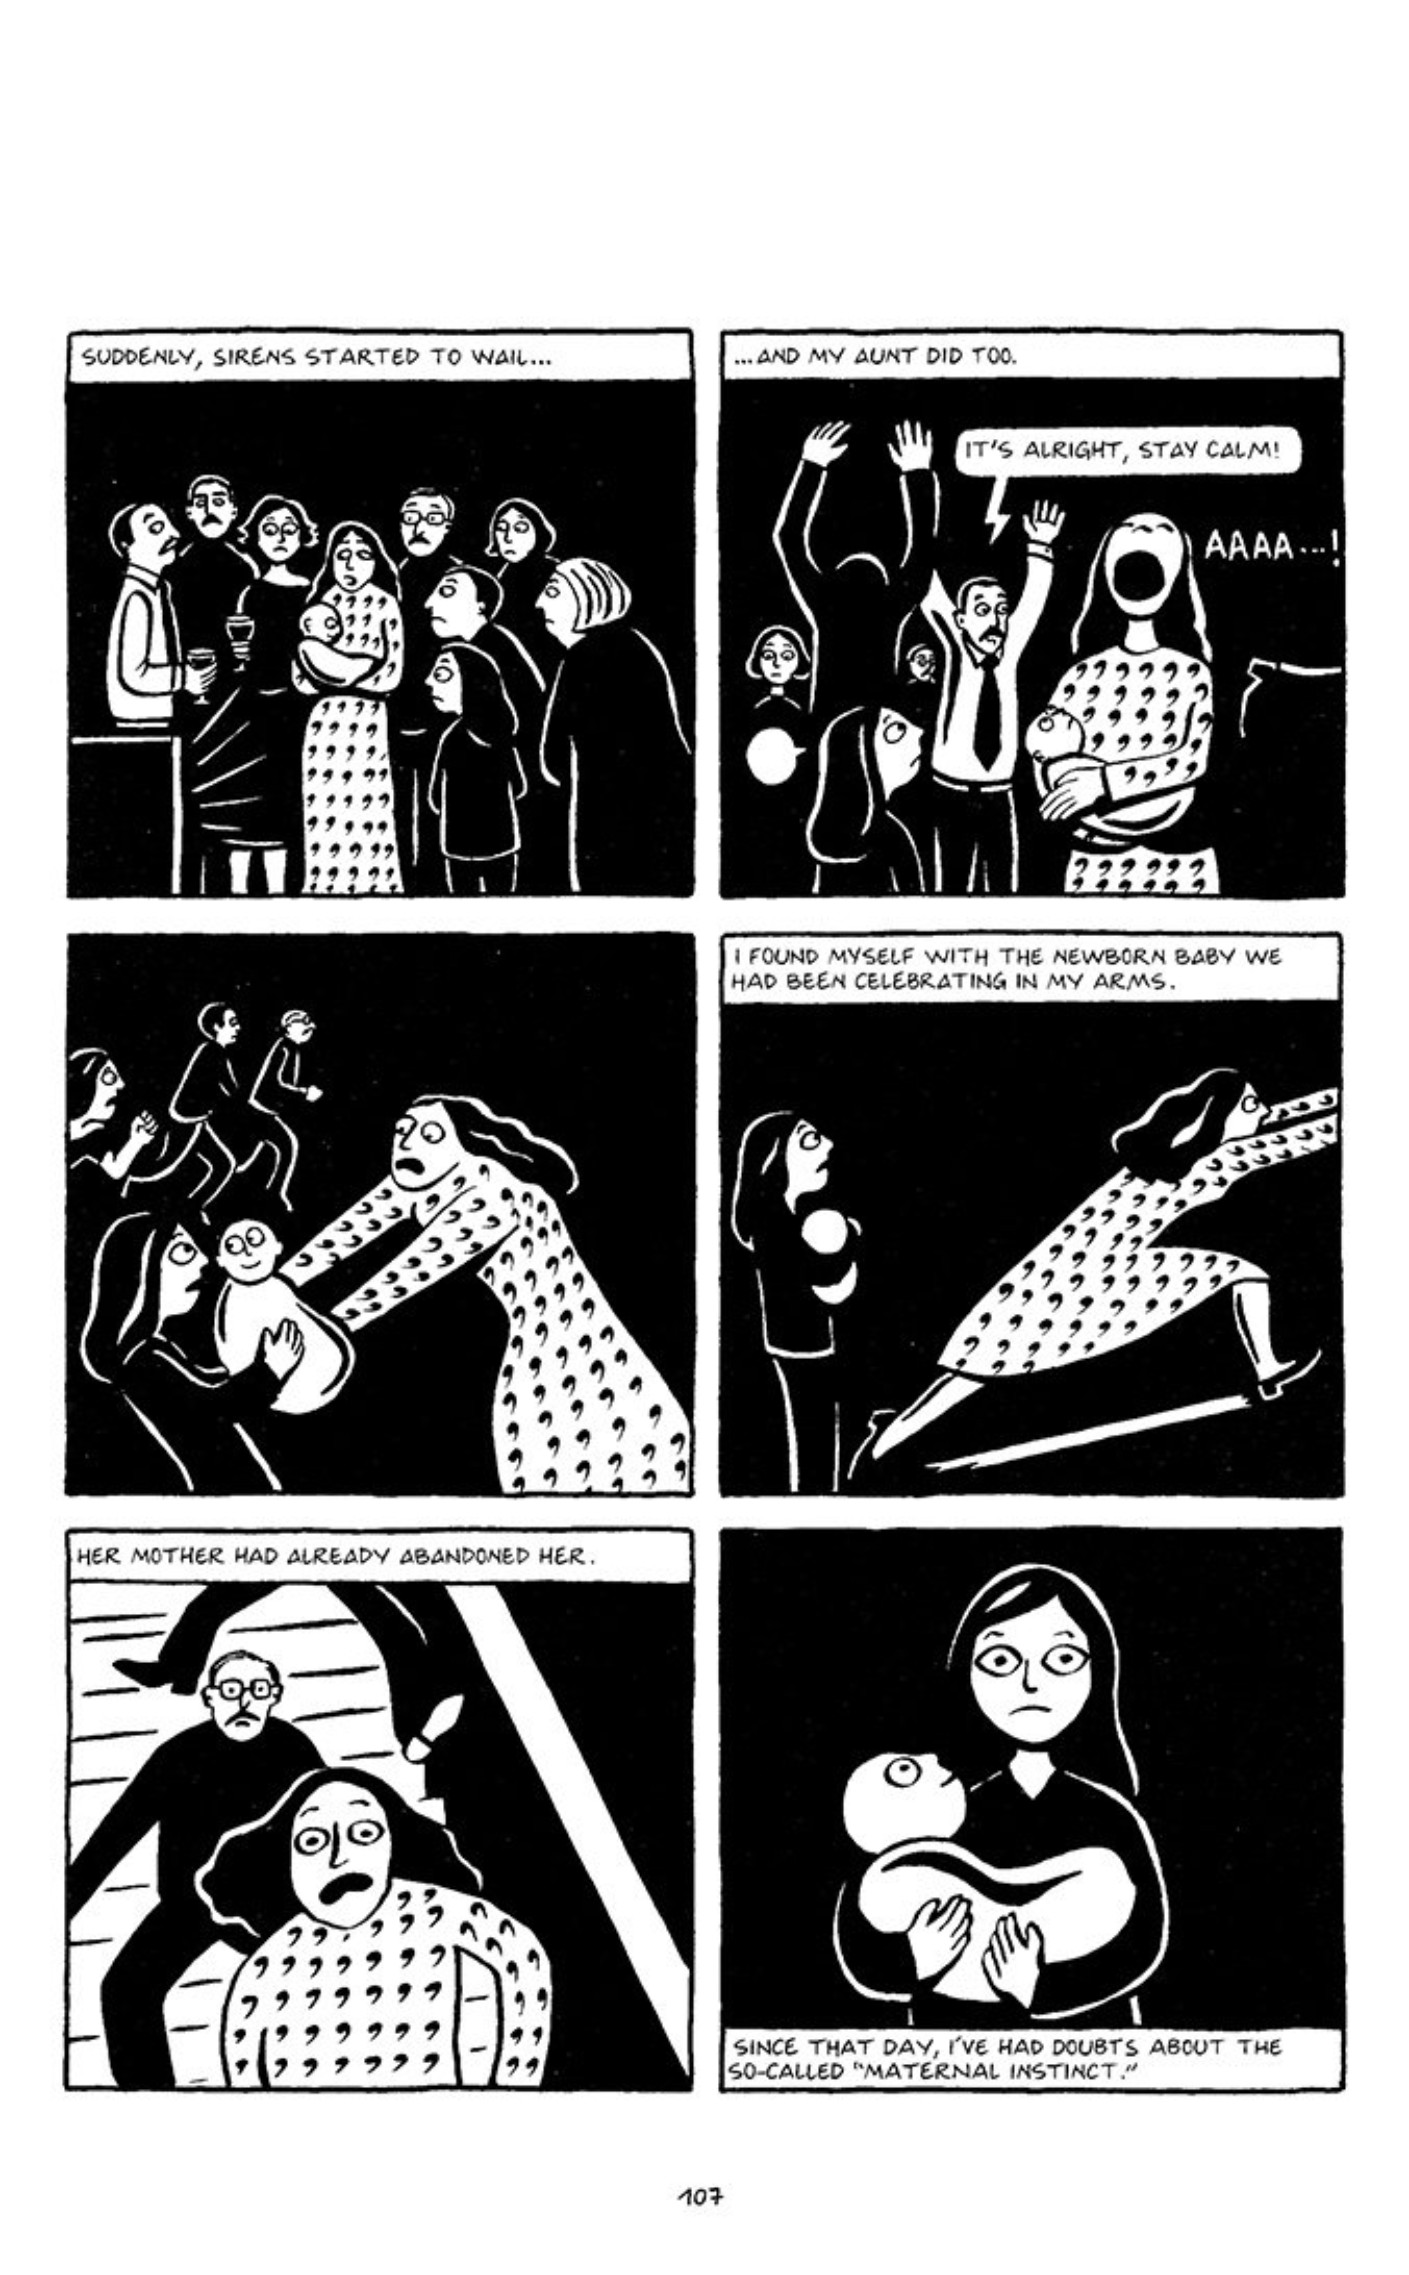 SUDDENLY, SIRENS STARTED TO WAIL...
...AND MY AUNT DID TOO.
IT'S ALRIGHT, STAY CALM!
AAAA...!
I FOUND MYSELF WITH THE NEWBORN BABY WE
HAD BEEN CELEBRATING IN MY ARMS.
HER MOTHER HAD ALREADY ABANDONED HER.
SINCE THAT DAY, I'VE HAD DOUBTS ABOUT THE
SO-CALLED "MATERNAL INSTINCT."
107